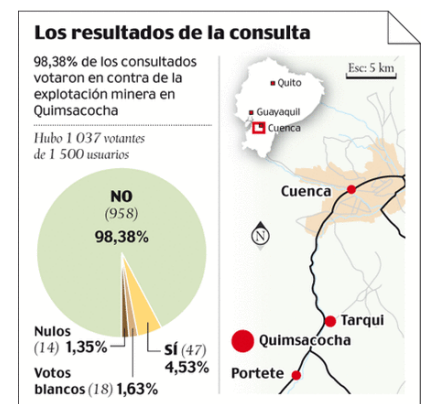 Los resultados de la consulta
98,38% de los consultados
votaron en contra de la
explotación minera en
Quimsacocha
Hubo 1 037 votantes
de 1 500 usuarios
NO
(958)
98,38%
Nulos
(14) 1,35%
Votos
blancos (18) 1,63%
SÍ (47)
4,53%
Esc: 5 km
Quito
Guayaquil
Cuenca
Cuenca
N
Tarqui
Quimsacocha
Portete